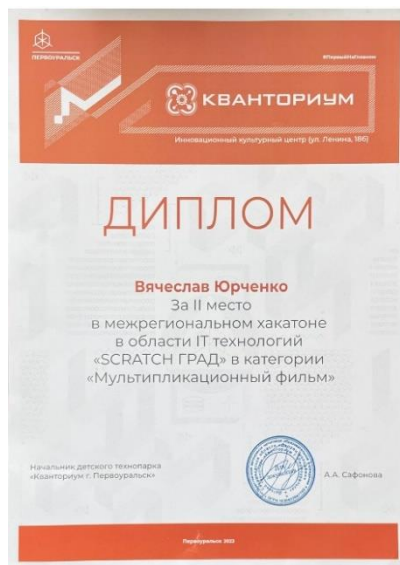 ПЕРВОУРАЛЬСК
КВАНТОРИУМ
Инновационный культурный центр (ул. Ленина, 18б)
ДИПЛОМ
Вячеслав Юрченко
За II место
в межрегиональном хакатоне
в области IT технологий
«SCRATCH ГРАД» в категории
«Мультипликационный фильм»
Начальник детского технопарка
«Кванториум г. Первоуральск»
А.А. Сафонова
Первоуральск 2023